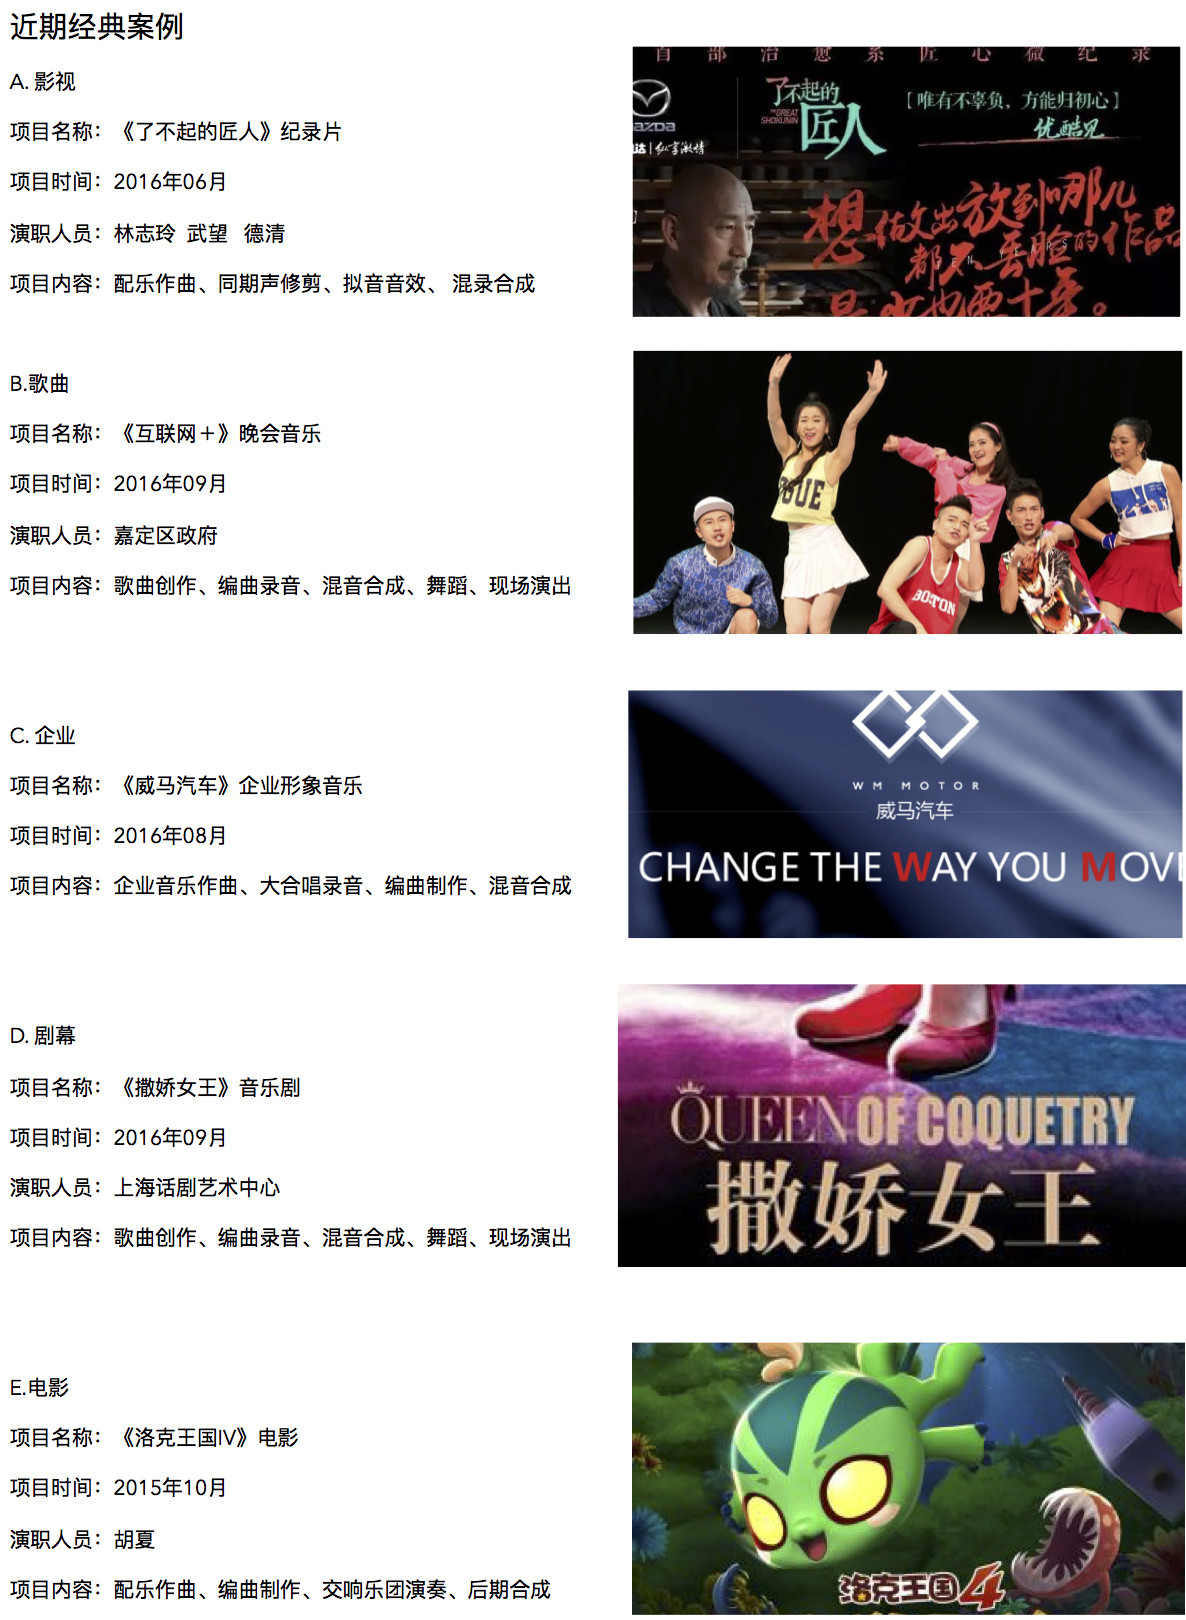 近期经典案例
A. 影视
项目名称：《了不起的匠人》纪录片
项目时间：2016年06月
演职人员：林志玲 武望 德清
项目内容：配乐作曲、同期声修剪、拟音音效、 混录合成
首部治愈系匠心微纪录
mazda
了不起的
匠人
THE GREAT
SHOKUNIN
[唯有不辜负，方能归初心]
优酷见
想做出放到哪儿
都不丢脸的作品
TEN YEARS
是少也要十年。
B.歌曲
项目名称：《互联网＋》晚会音乐
项目时间：2016年09月
演职人员：嘉定区政府
项目内容：歌曲创作、编曲录音、混音合成、舞蹈、现场演出
VOGUE
BOSTON
C. 企业
项目名称：《威马汽车》企业形象音乐
项目时间：2016年08月
项目内容：企业音乐作曲、大合唱录音、编曲制作、混音合成
WM MOTOR
威马汽车
CHANGE THE WAY YOU MOVE
D. 剧幕
项目名称：《撒娇女王》音乐剧
项目时间：2016年09月
演职人员：上海话剧艺术中心
项目内容：歌曲创作、编曲录音、混音合成、舞蹈、现场演出
QUEEN OF COQUETRY
撒娇女王
E.电影
项目名称：《洛克王国IV》电影
项目时间：2015年10月
演职人员：胡夏
项目内容：配乐作曲、编曲制作、交响乐团演奏、后期合成
洛克王国4